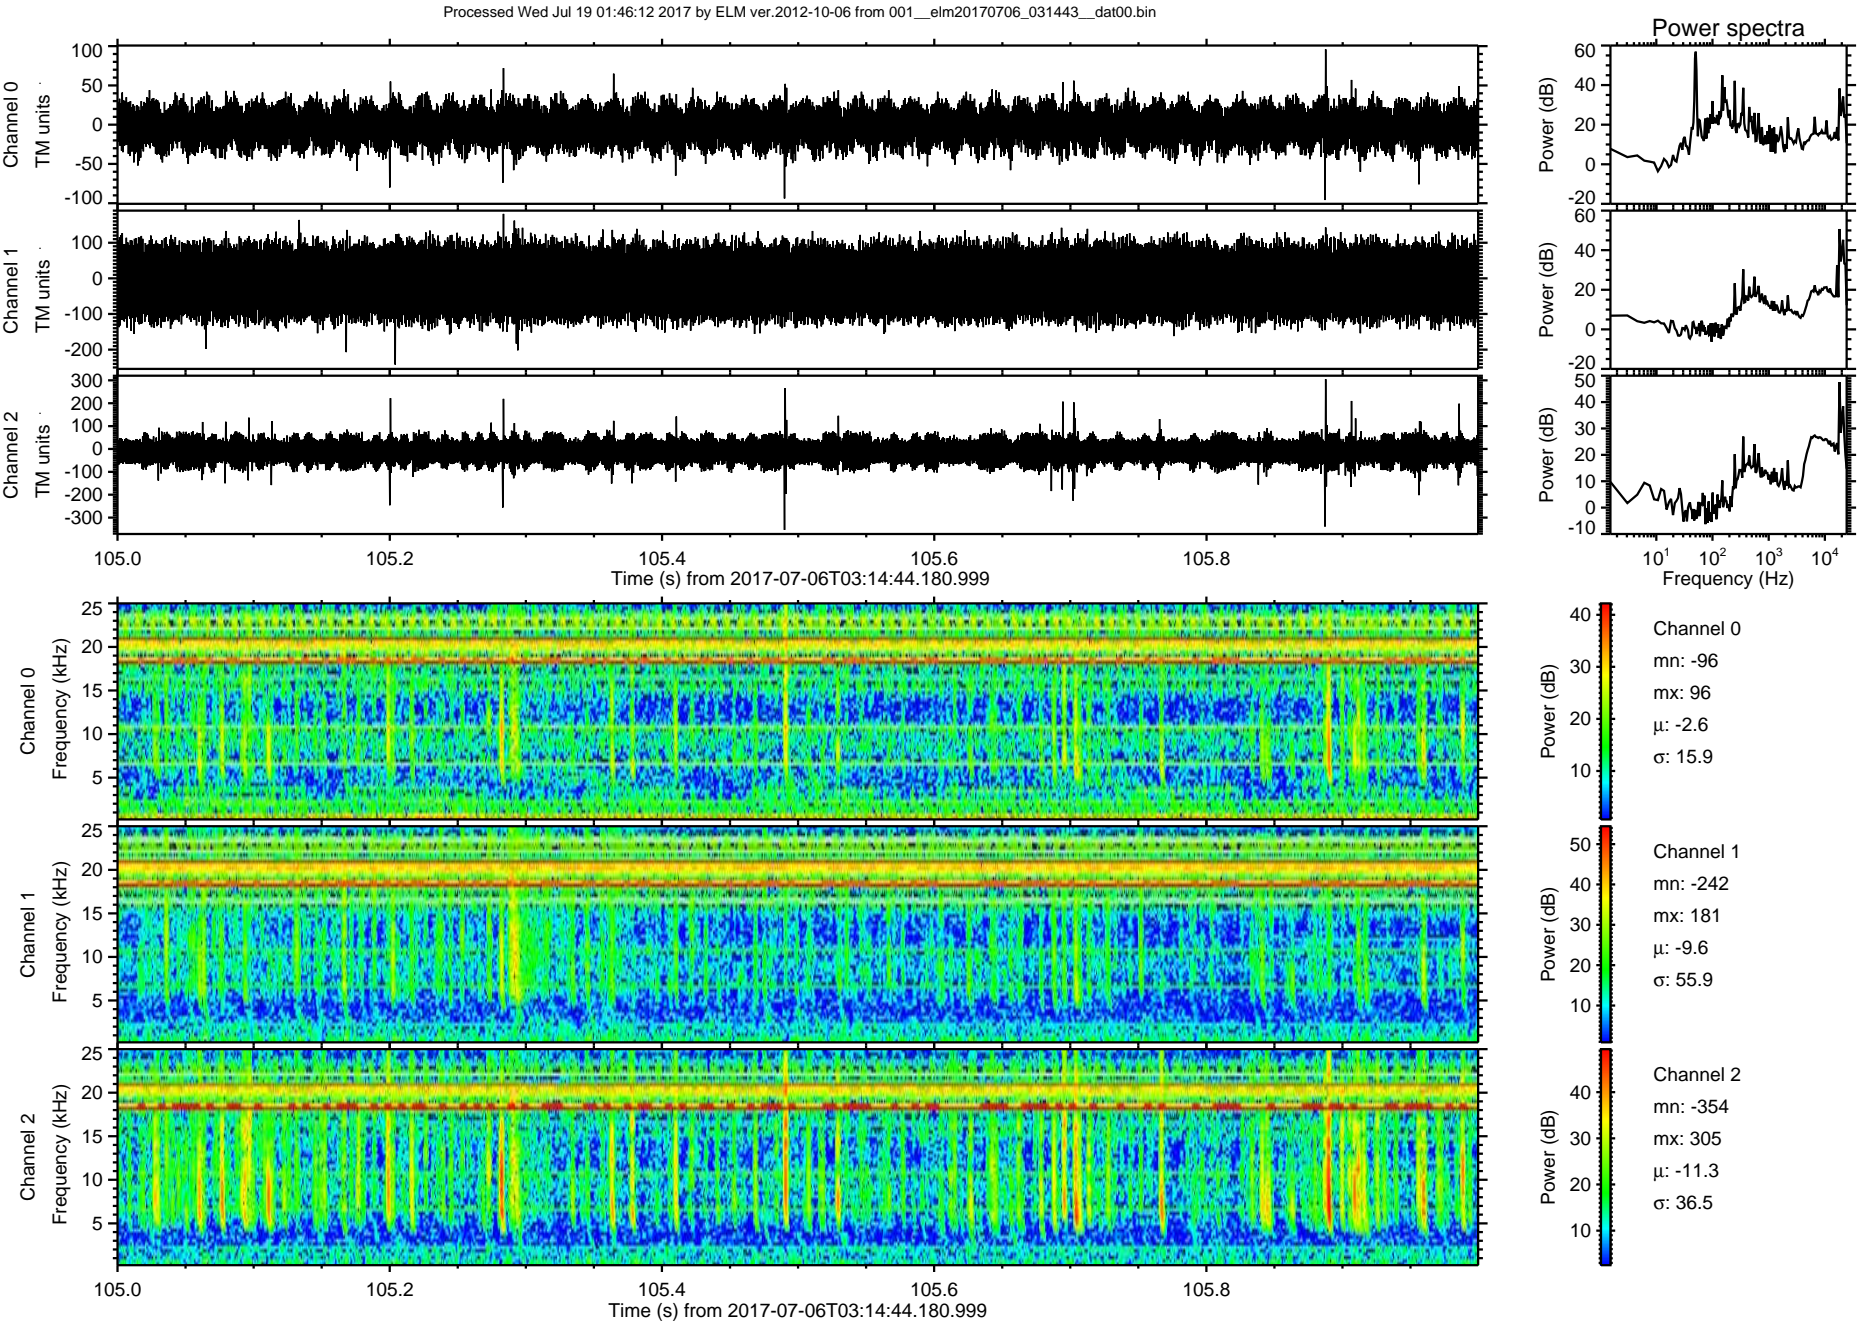 Processed Wed Jul 19 01:46:12 2017 by ELM ver.2012-10-06 from 001__elm20170706_031443__dat00.bin
Power spectra
Channel 0
TM units
100
50
0
-50
-100
Power (dB)
60
40
20
0
-20
Channel 1
TM units
100
0
-100
-200
Power (dB)
60
40
20
0
-20
Channel 2
TM units
300
200
100
0
-100
-200
-300
Power (dB)
50
40
30
20
10
0
-10
105.0 105.2 105.4 105.6 105.8
Time (s) from 2017-07-06T03:14:44.180.999
10^1 10^2 10^3 10^4
Frequency (Hz)
Channel 0
Frequency (kHz)
25
20
15
10
5
Power (dB)
40
30
20
10
Channel 0
mn: -96
mx: 96
μ: -2.6
σ: 15.9
Channel 1
Frequency (kHz)
25
20
15
10
5
Power (dB)
50
40
30
20
10
Channel 1
mn: -242
mx: 181
μ: -9.6
σ: 55.9
Channel 2
Frequency (kHz)
25
20
15
10
5
Power (dB)
40
30
20
10
Channel 2
mn: -354
mx: 305
μ: -11.3
σ: 36.5
105.0 105.2 105.4 105.6 105.8
Time (s) from 2017-07-06T03:14:44.180.999